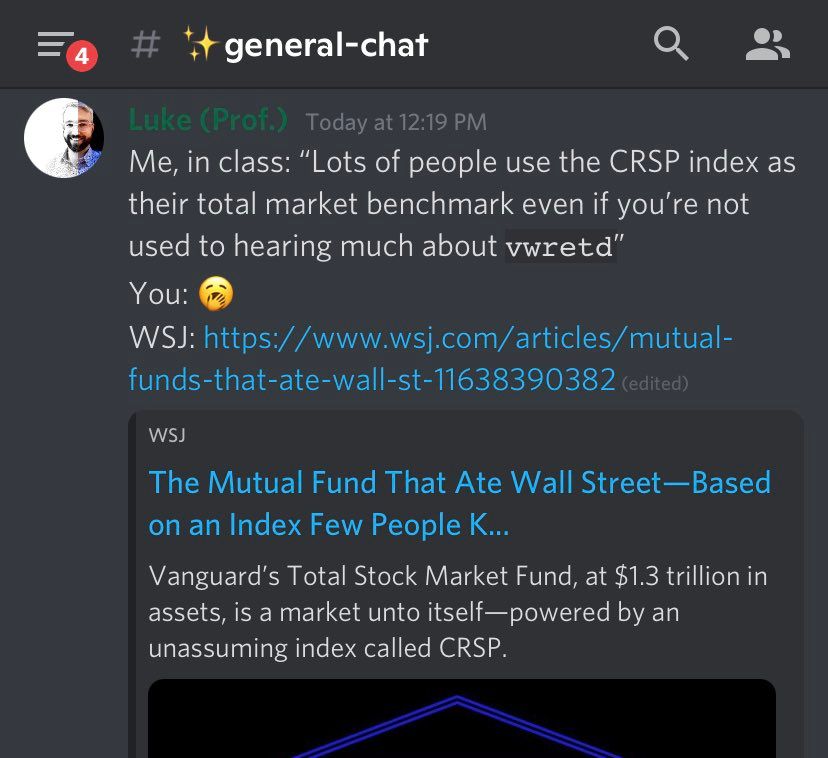 4
# ✨general-chat
Luke (Prof.) Today at 12:19 PM
Me, in class: “Lots of people use the CRSP index as
their total market benchmark even if you’re not
used to hearing much about vwretd”
You: 🥱
WSJ: https://www.wsj.com/articles/mutual-
funds-that-ate-wall-st-11638390382 (edited)
WSJ
The Mutual Fund That Ate Wall Street—Based
on an Index Few People K...
Vanguard’s Total Stock Market Fund, at $1.3 trillion in
assets, is a market unto itself—powered by an
unassuming index called CRSP.